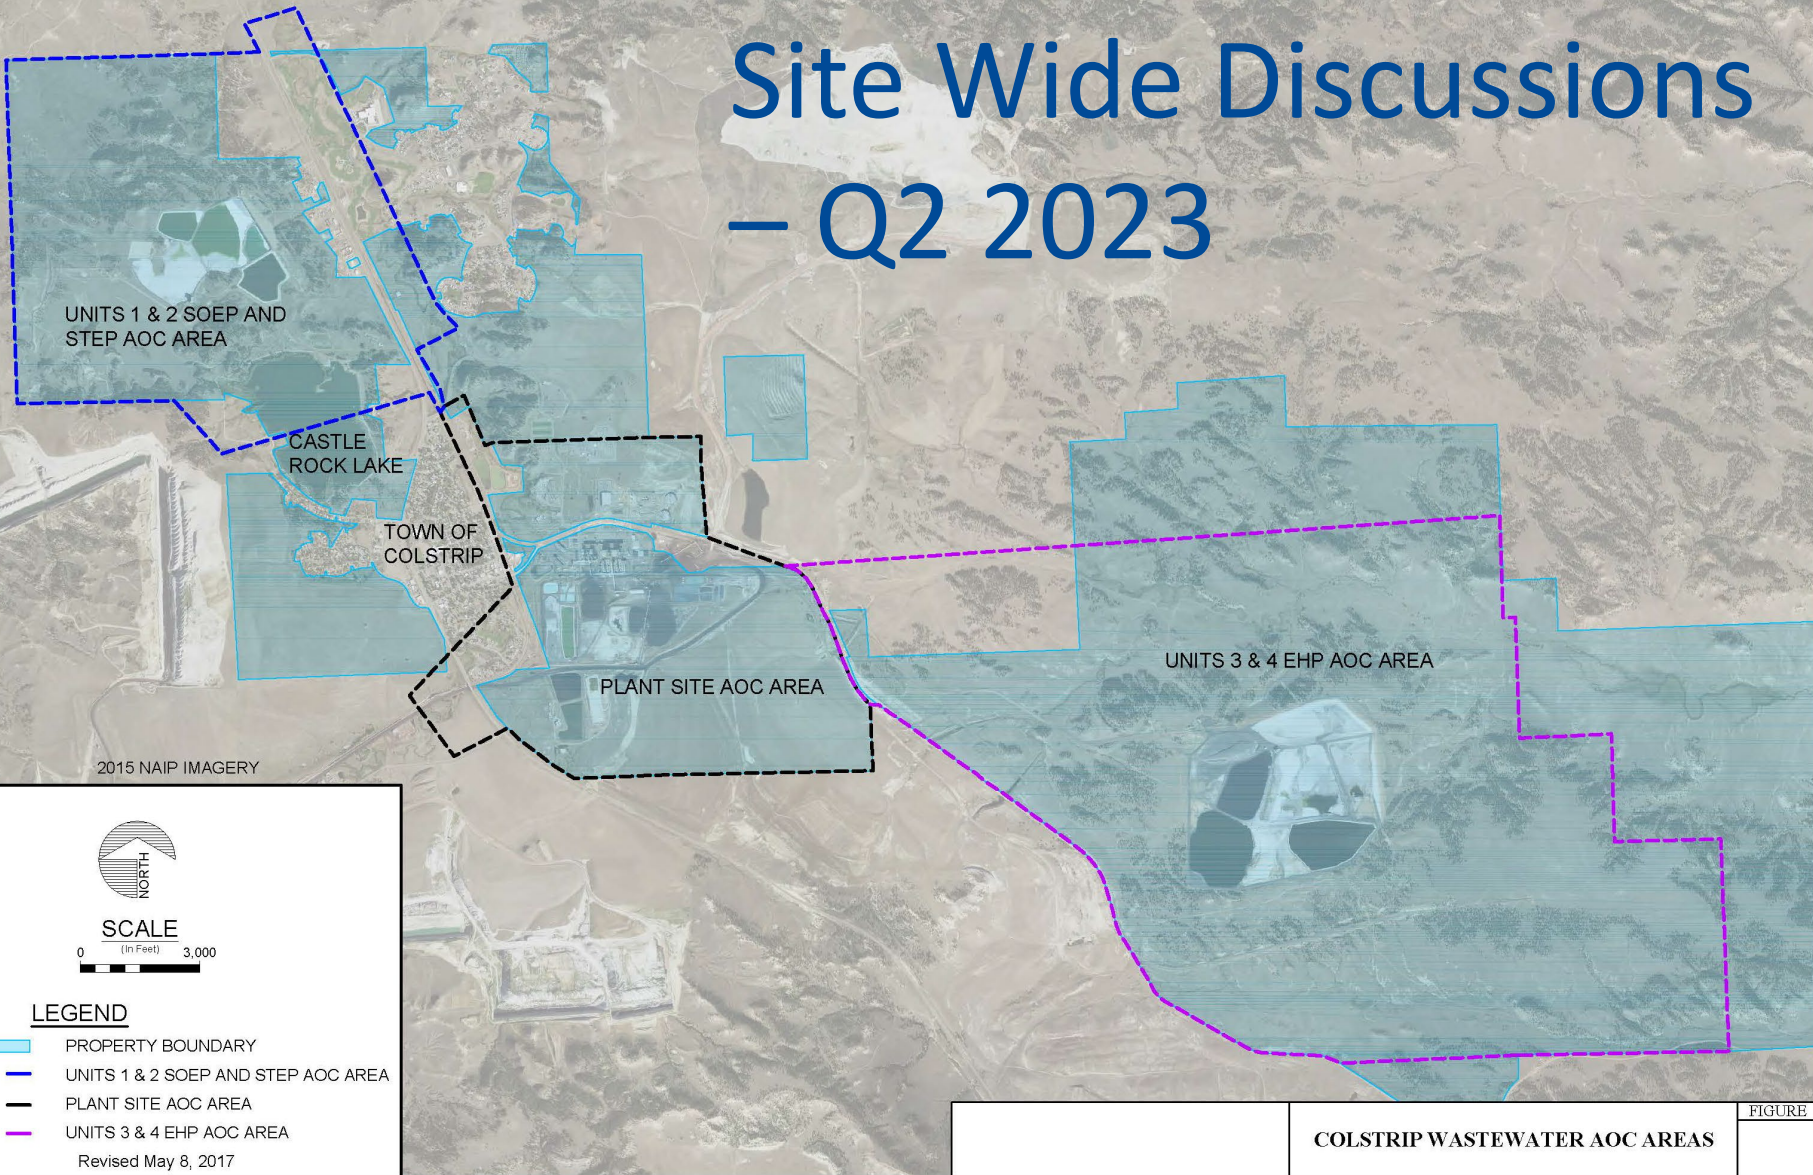 Site Wide Discussions
– Q2 2023
UNITS 1 & 2 SOEP AND
STEP AOC AREA
CASTLE
ROCK LAKE
TOWN OF
COLSTRIP
PLANT SITE AOC AREA
UNITS 3 & 4 EHP AOC AREA
2015 NAIP IMAGERY
NORTH
SCALE
(In Feet)
0 3,000
LEGEND
PROPERTY BOUNDARY
UNITS 1 & 2 SOEP AND STEP AOC AREA
PLANT SITE AOC AREA
UNITS 3 & 4 EHP AOC AREA
Revised May 8, 2017
COLSTRIP WASTEWATER AOC AREAS
FIGURE